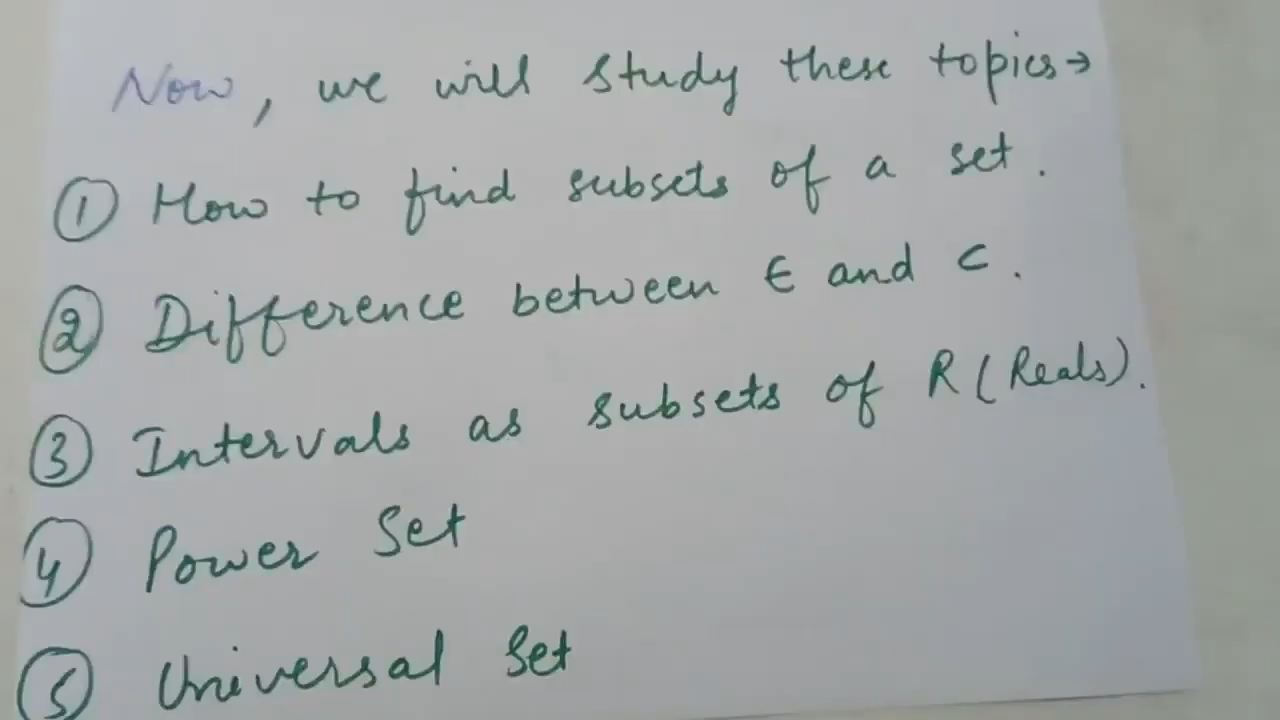 Now, we will study these topics→
① How to find subsets of a set.
② Difference between ∈ and ⊂.
③ Intervals as subsets of R (Reals).
④ Power Set
⑤ Universal Set